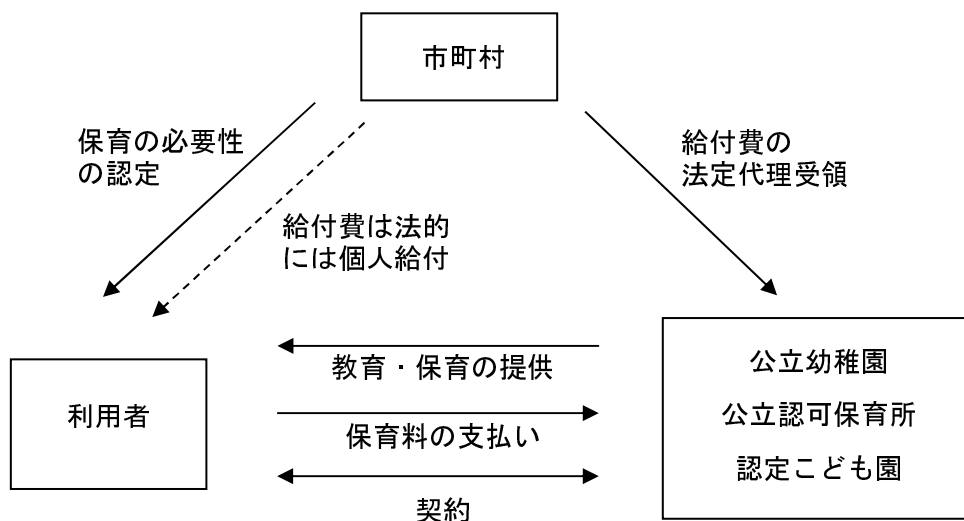 市町村
保育の必要性
の認定
給付費の
法定代理受領
給付費は法的
には個人給付
利用者
教育・保育の提供
保育料の支払い
契約
公立幼稚園
公立認可保育所
認定こども園